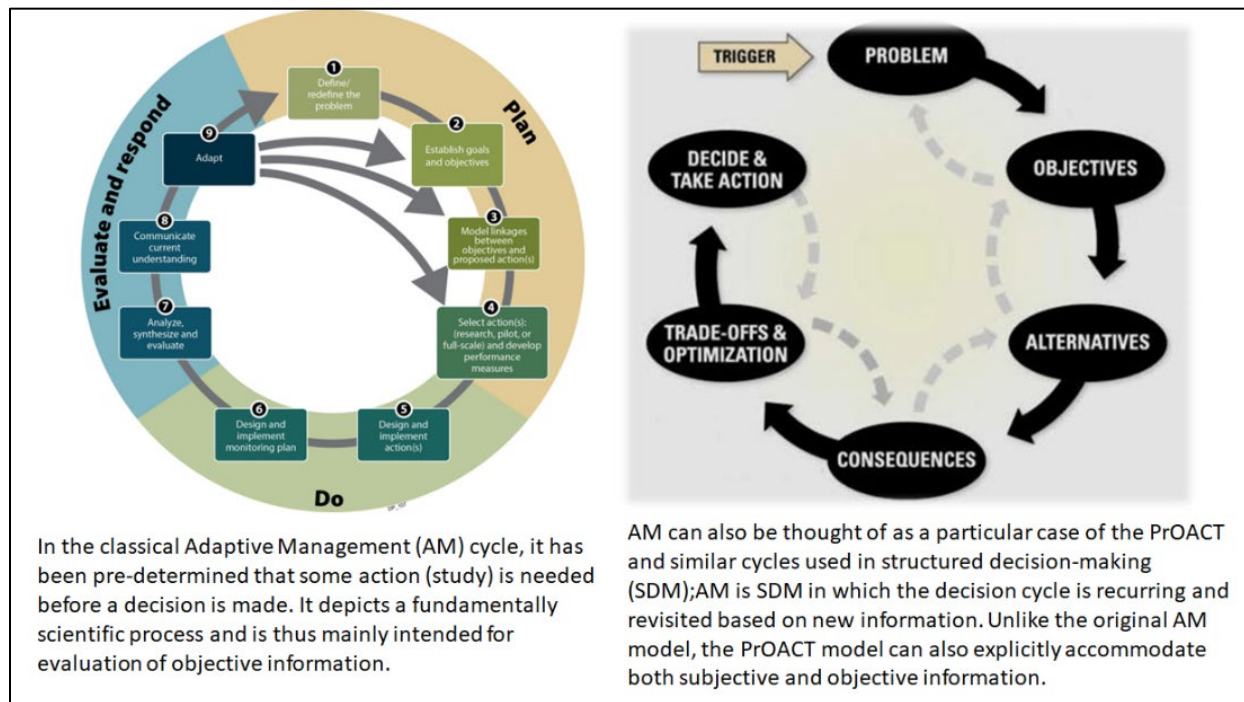 1
Define/
redefine the
problem
Plan
2
Establish goals
and objectives
3
Model linkages
between
objectives and
proposed action(s)
4
Select action(s):
(research, pilot, or
full-scale) and develop
performance
measures
5
Design and
implement
action(s)
Do
6
Design and
implement
monitoring plan
Evaluate and respond
7
Analyze,
synthesize and
evaluate
8
Communicate
current
understanding
9
Adapt
In the classical Adaptive Management (AM) cycle, it has
been pre-determined that some action (study) is needed
before a decision is made. It depicts a fundamentally
scientific process and is thus mainly intended for
evaluation of objective information.
TRIGGER
PROBLEM
OBJECTIVES
ALTERNATIVES
CONSEQUENCES
TRADE-OFFS &
OPTIMIZATION
DECIDE &
TAKE ACTION
AM can also be thought of as a particular case of the PrOACT
and similar cycles used in structured decision-making
(SDM);AM is SDM in which the decision cycle is recurring and
revisited based on new information. Unlike the original AM
model, the PrOACT model can also explicitly accommodate
both subjective and objective information.